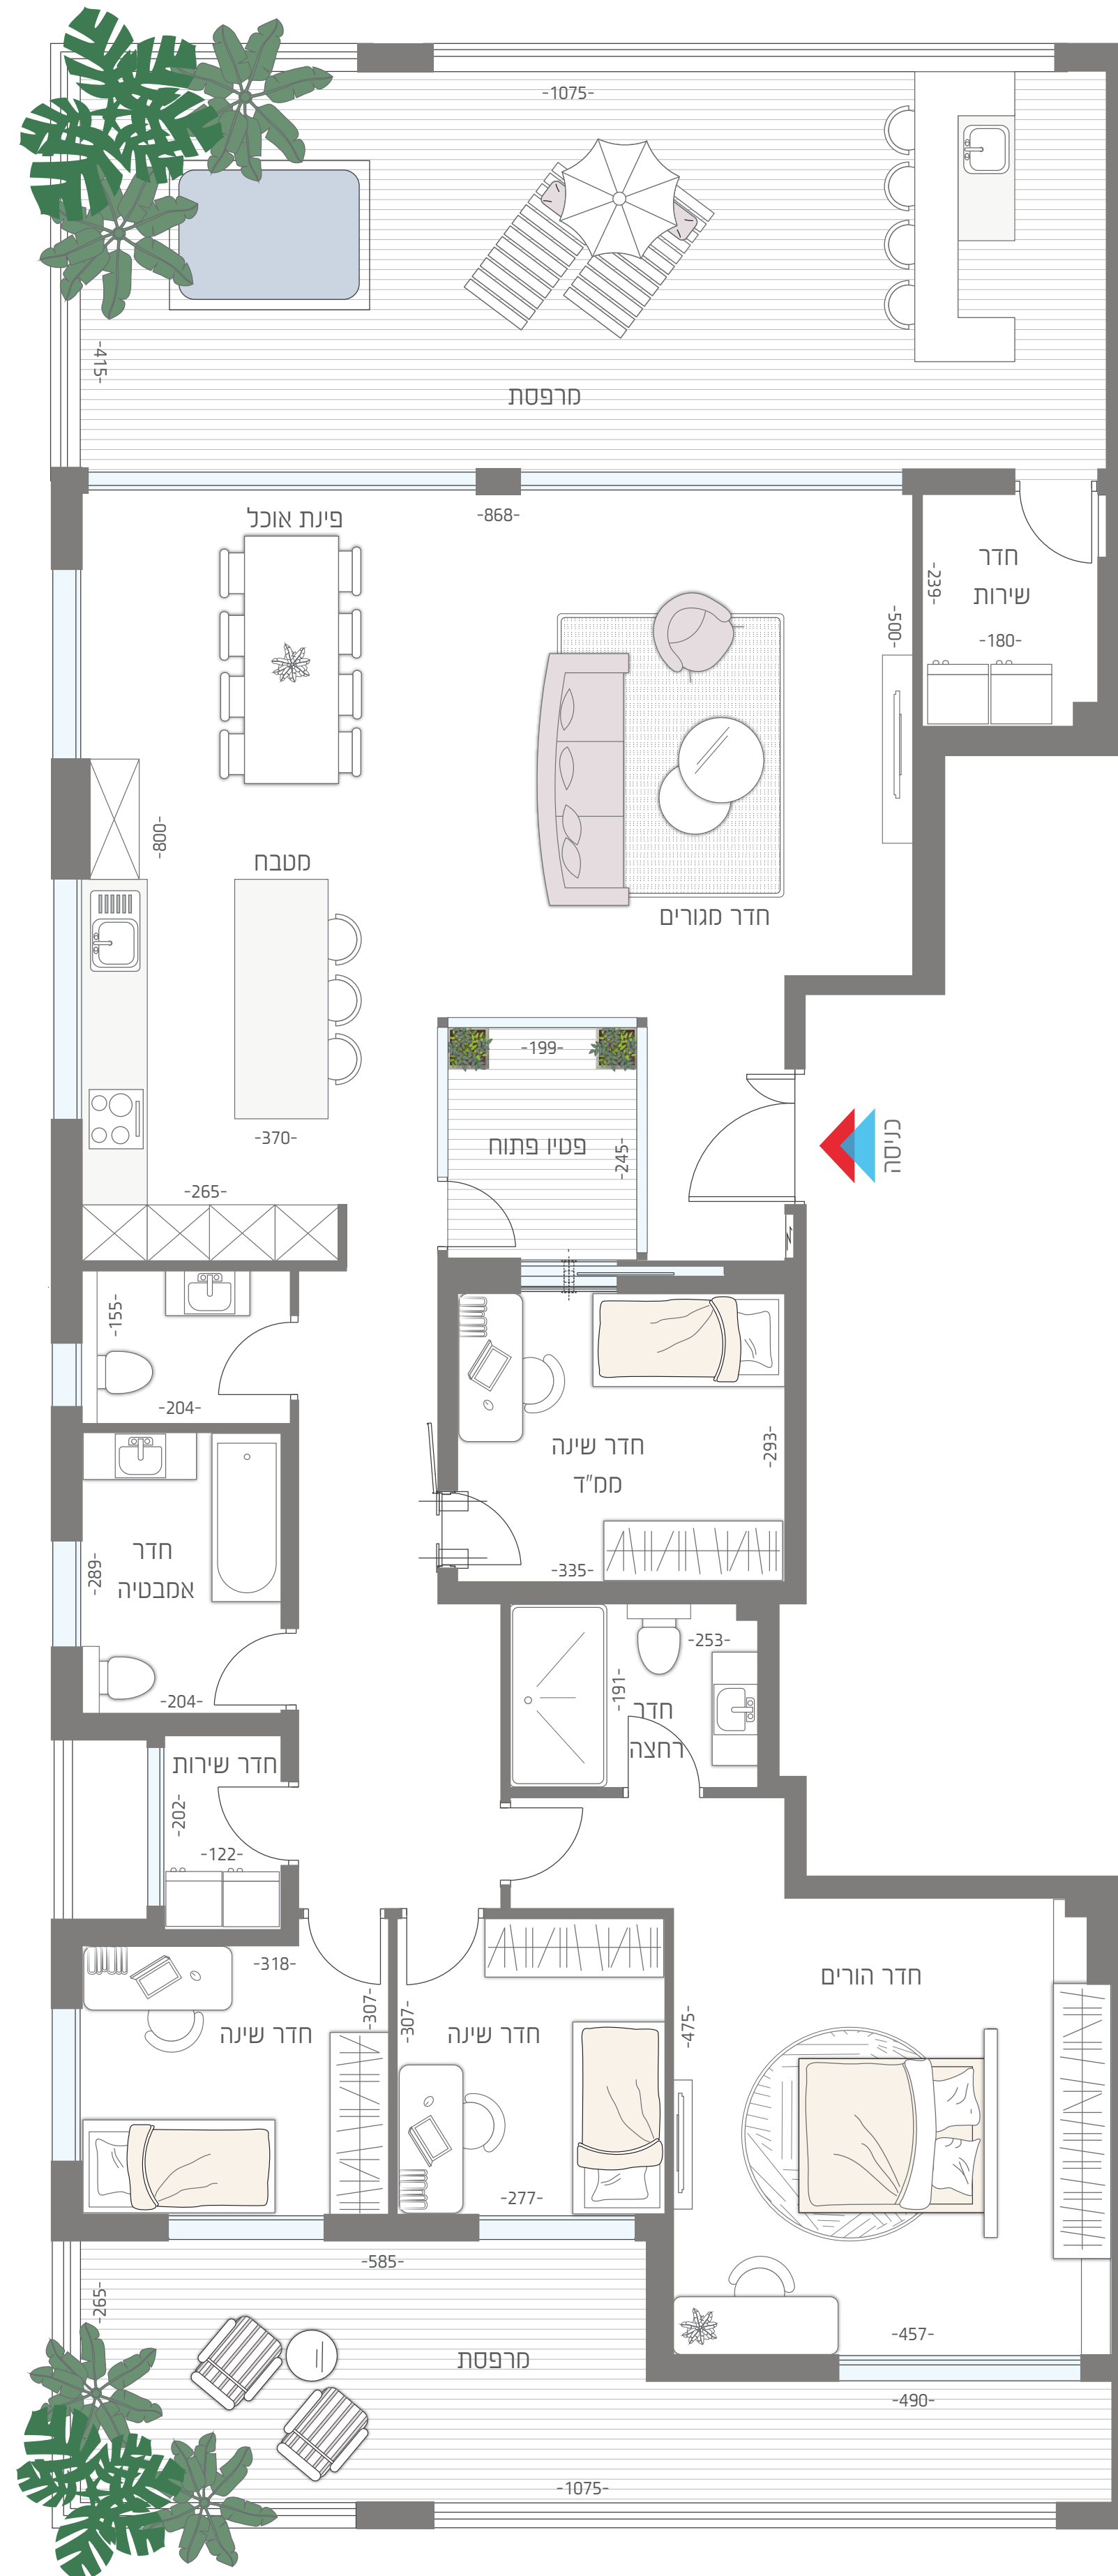 -1075-
-415-
מרפסת
-868-
פינת אוכל
חדר
שירות
-239-
-180-
-500-
-800-
מטבח
חדר מגורים
-199-
-370-
פטיו פתוח
-245-
כניסה
-265-
-155-
-204-
חדר שינה
ממ"ד
-293-
-335-
חדר
אמבטיה
-289-
-204-
-253-
-191-
חדר
רחצה
חדר שירות
-202-
-122-
-318-
-307-
חדר שינה
-307-
חדר שינה
-277-
-475-
חדר הורים
-457-
-490-
-585-
-265-
מרפסת
-1075-